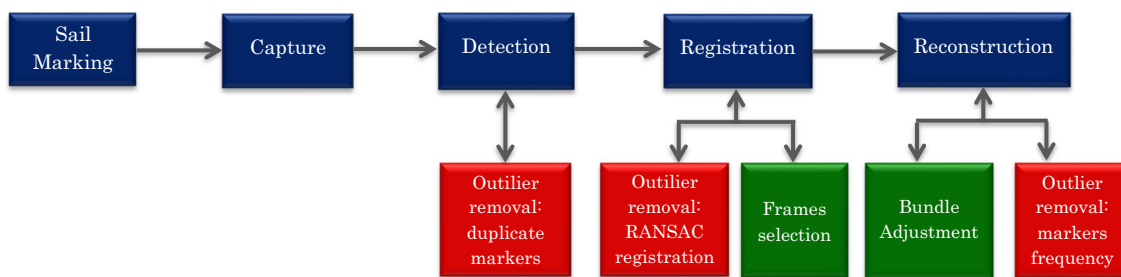 Sail
Marking
Capture
Detection
Registration
Reconstruction
Outilier
removal:
duplicate
markers
Outilier
removal:
RANSAC
registration
Frames
selection
Bundle
Adjustment
Outlier
removal:
markers
frequency